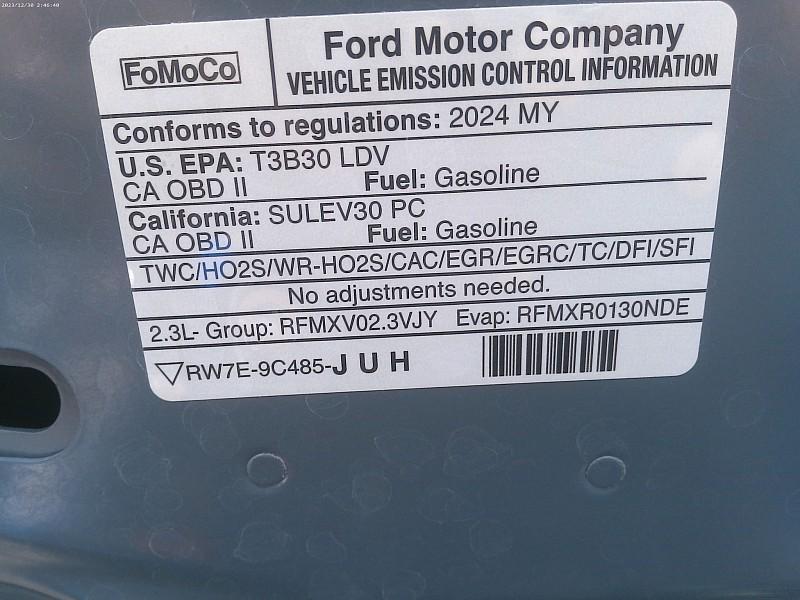 2023/12/30 2:46:40
FoMoCo
Ford Motor Company
VEHICLE EMISSION CONTROL INFORMATION
Conforms to regulations: 2024 MY
U.S. EPA: T3B30 LDV
CA OBD II Fuel: Gasoline
California: SULEV30 PC
CA OBD II Fuel: Gasoline
TWC/HO2S/WR-HO2S/CAC/EGR/EGRC/TC/DFI/SFI
No adjustments needed.
2.3L- Group: RFMXV02.3VJY Evap: RFMXR0130NDE
RW7E-9C485-J U H